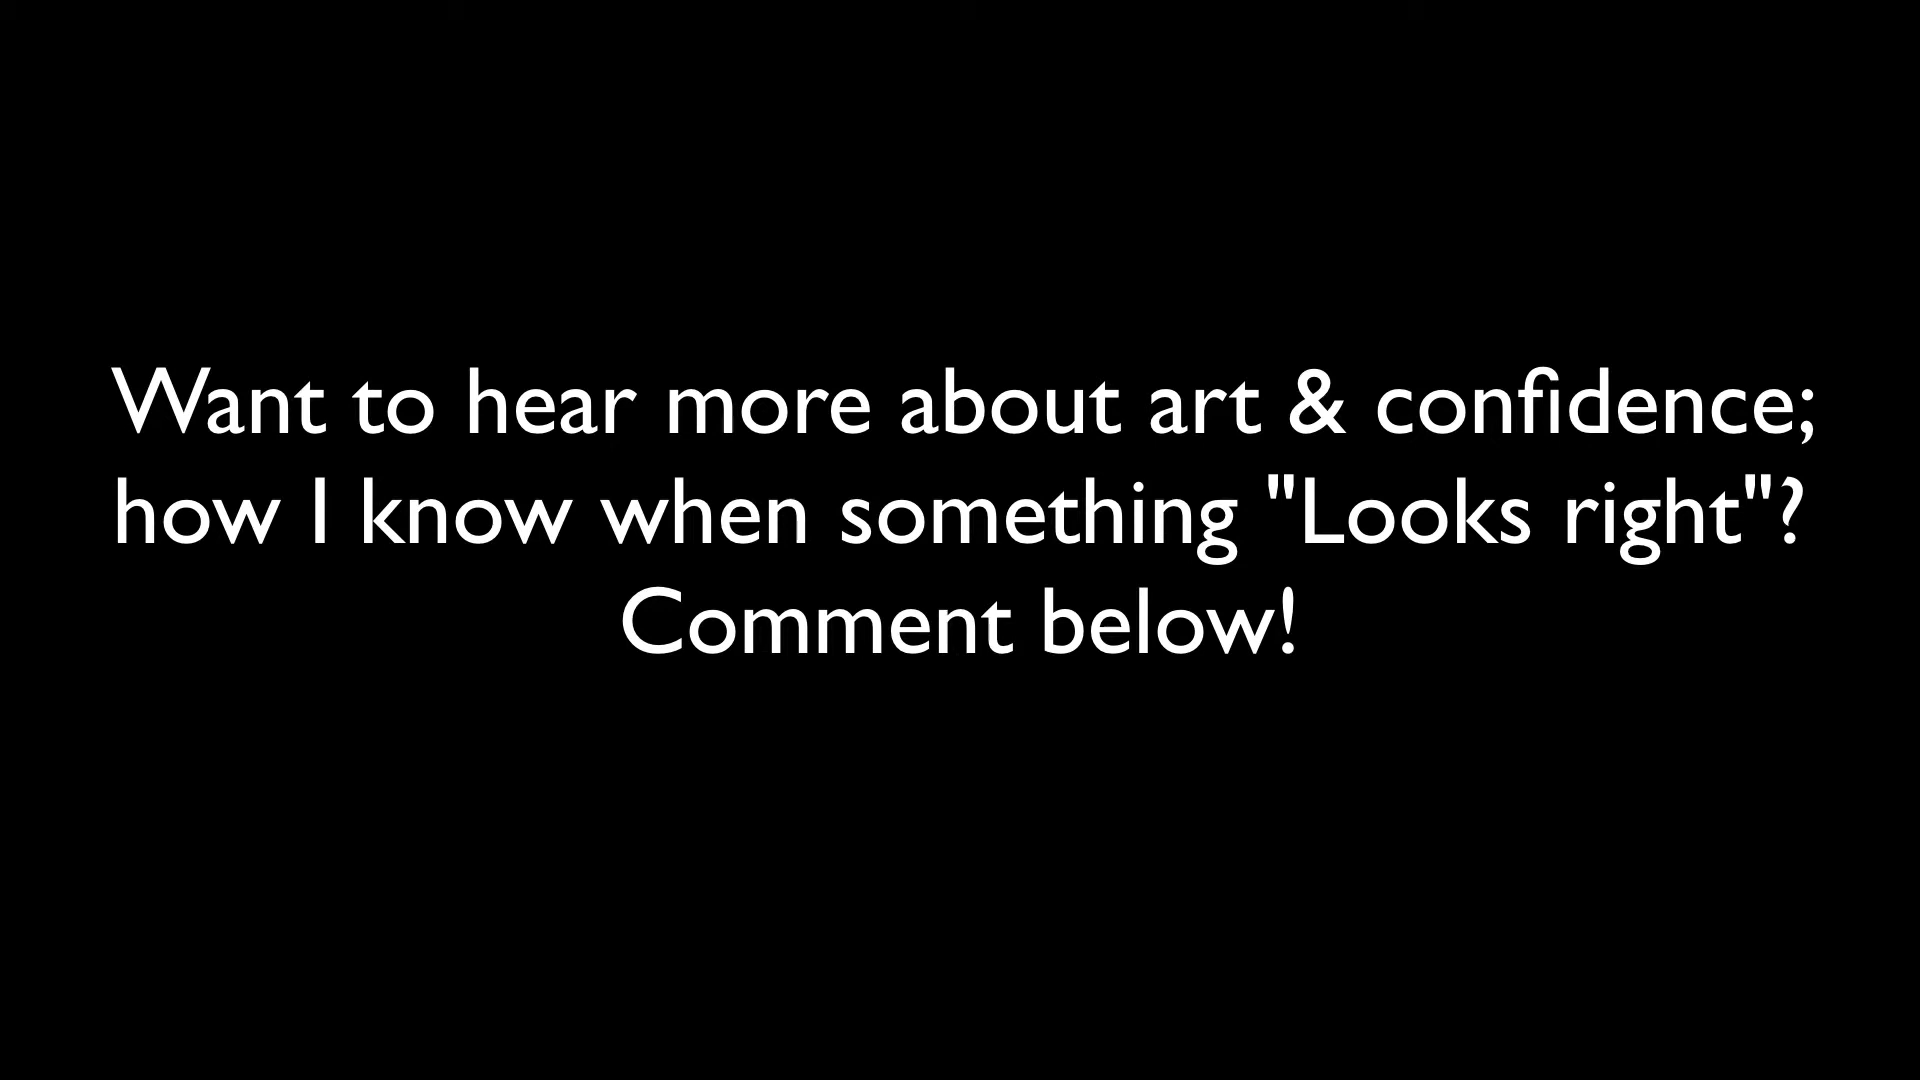 Want to hear more about art & confidence;
how I know when something "Looks right"?
Comment below!